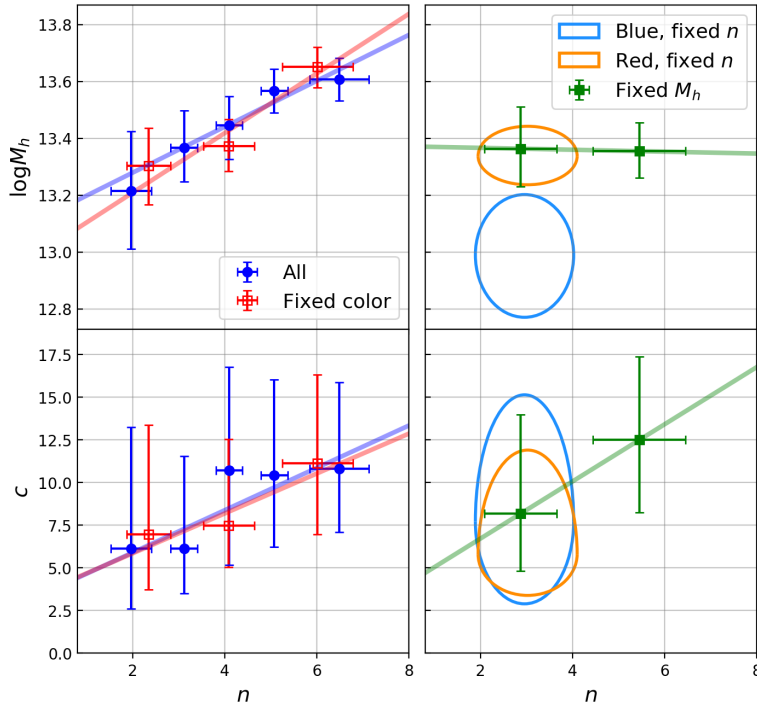 13.8
13.6
13.4
13.2
13.0
12.8
logM_h
All
Fixed color
Blue, fixed n
Red, fixed n
Fixed M_h
17.5
15.0
12.5
10.0
7.5
5.0
2.5
0.0
c
2 4 6 8
n
2 4 6 8
n